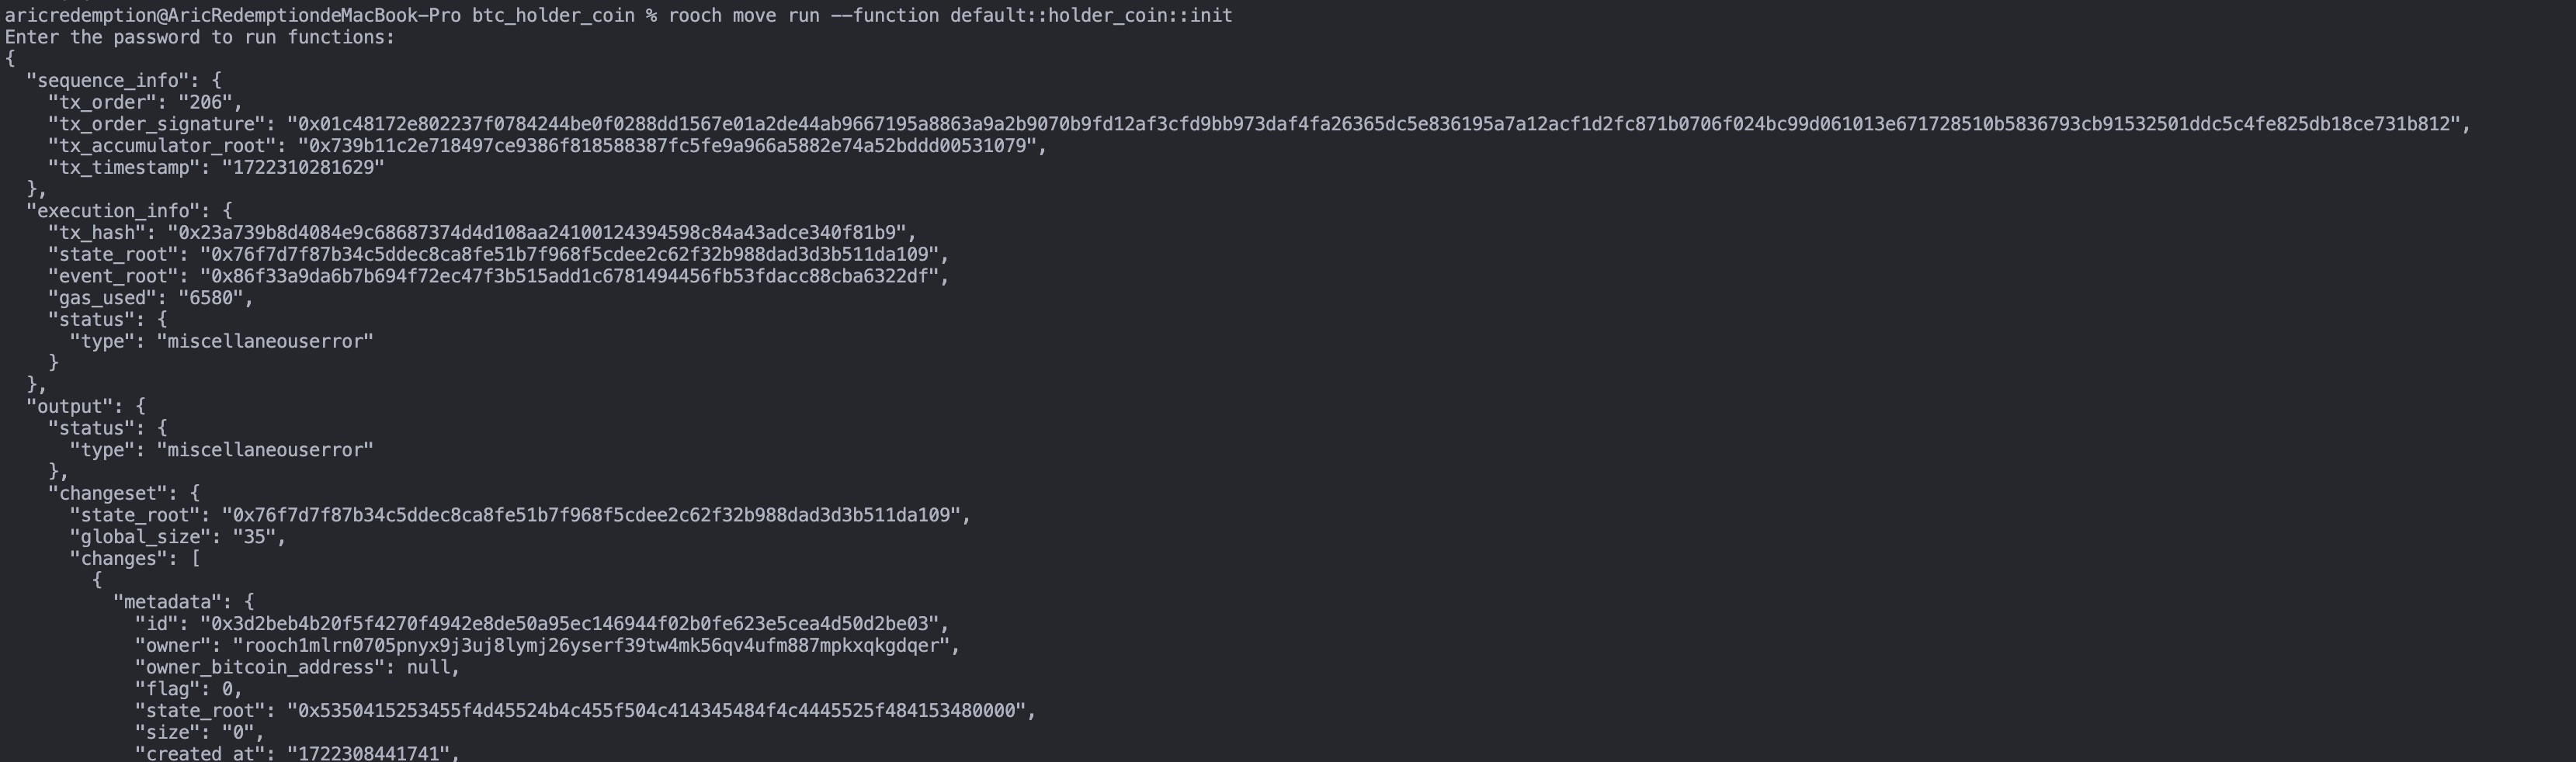 aricredemption@AricRedemptiondeMacBook-Pro btc_holder_coin % rooch move run --function default::holder_coin::init
Enter the password to run functions:
{
  "sequence_info": {
    "tx_order": "206",
    "tx_order_signature": "0x01c48172e802237f0784244be0f0288dd1567e01a2de44ab9667195a8863a9a2b9070b9fd12af3cfd9bb973daf4fa26365dc5e836195a7a12acf1d2fc871b0706f024bc99d061013e671728510b5836793cb91532501ddc5c4fe825db18ce731b812",
    "tx_accumulator_root": "0x739b11c2e718497ce9386f818588387fc5fe9a966a5882e74a52bddd00531079",
    "tx_timestamp": "1722310281629"
  },
  "execution_info": {
    "tx_hash": "0x23a739b8d4084e9c68687374d4d108aa24100124394598c84a43adce340f81b9",
    "state_root": "0x76f7d7f87b34c5ddec8ca8fe51b7f968f5cdee2c62f32b988dad3d3b511da109",
    "event_root": "0x86f33a9da6b7b694f72ec47f3b515add1c6781494456fb53fdacc88cba6322df",
    "gas_used": "6580",
    "status": {
      "type": "miscellaneouserror"
    }
  },
  "output": {
    "status": {
      "type": "miscellaneouserror"
    },
    "changeset": {
      "state_root": "0x76f7d7f87b34c5ddec8ca8fe51b7f968f5cdee2c62f32b988dad3d3b511da109",
      "global_size": "35",
      "changes": [
        {
          "metadata": {
            "id": "0x3d2beb4b20f5f4270f4942e8de50a95ec146944f02b0fe623e5cea4d50d2be03",
            "owner": "rooch1mlrn0705pnyx9j3uj8lymj26yserf39tw4mk56qv4ufm887mpkxqkgdqer",
            "owner_bitcoin_address": null,
            "flag": 0,
            "state_root": "0x5350415253455f4d45524b4c455f504c414345484f4c4445525f484153480000",
            "size": "0",
            "created_at": "1722308441741",